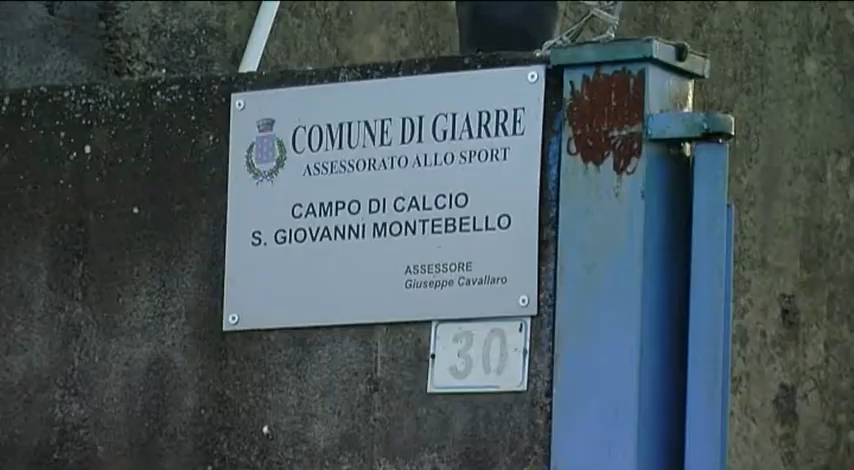 COMUNE DI GIARRE
ASSESSORATO ALLO SPORT
CAMPO DI CALCIO
S. GIOVANNI MONTEBELLO
ASSESSORE
Giuseppe Cavallaro
30